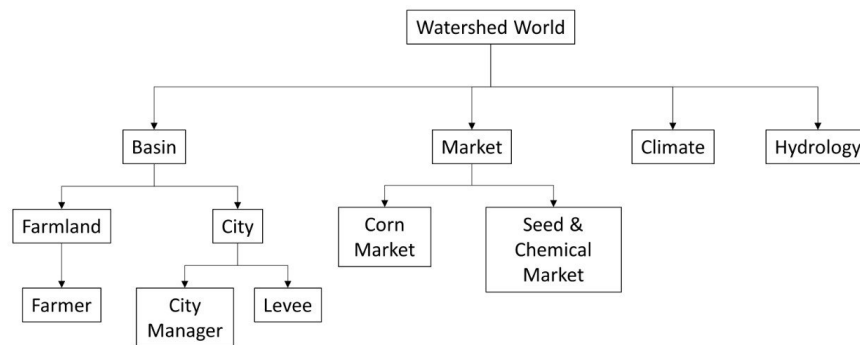 Watershed World
Basin
Market
Climate
Hydrology
Farmland
City
Corn
Market
Seed &
Chemical
Market
Farmer
City
Manager
Levee